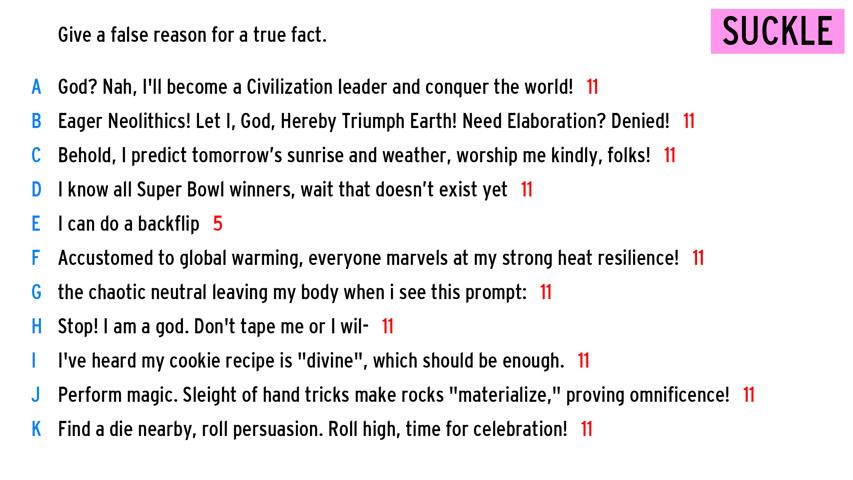 Give a false reason for a true fact.
SUCKLE
A God? Nah, I'll become a Civilization leader and conquer the world! 11
B Eager Neolithics! Let I, God, Hereby Triumph Earth! Need Elaboration? Denied! 11
C Behold, I predict tomorrow’s sunrise and weather, worship me kindly, folks! 11
D I know all Super Bowl winners, wait that doesn’t exist yet 11
E I can do a backflip 5
F Accustomed to global warming, everyone marvels at my strong heat resilience! 11
G the chaotic neutral leaving my body when i see this prompt: 11
H Stop! I am a god. Don't tape me or I wil- 11
I I've heard my cookie recipe is "divine", which should be enough. 11
J Perform magic. Sleight of hand tricks make rocks "materialize," proving omnificence! 11
K Find a die nearby, roll persuasion. Roll high, time for celebration! 11